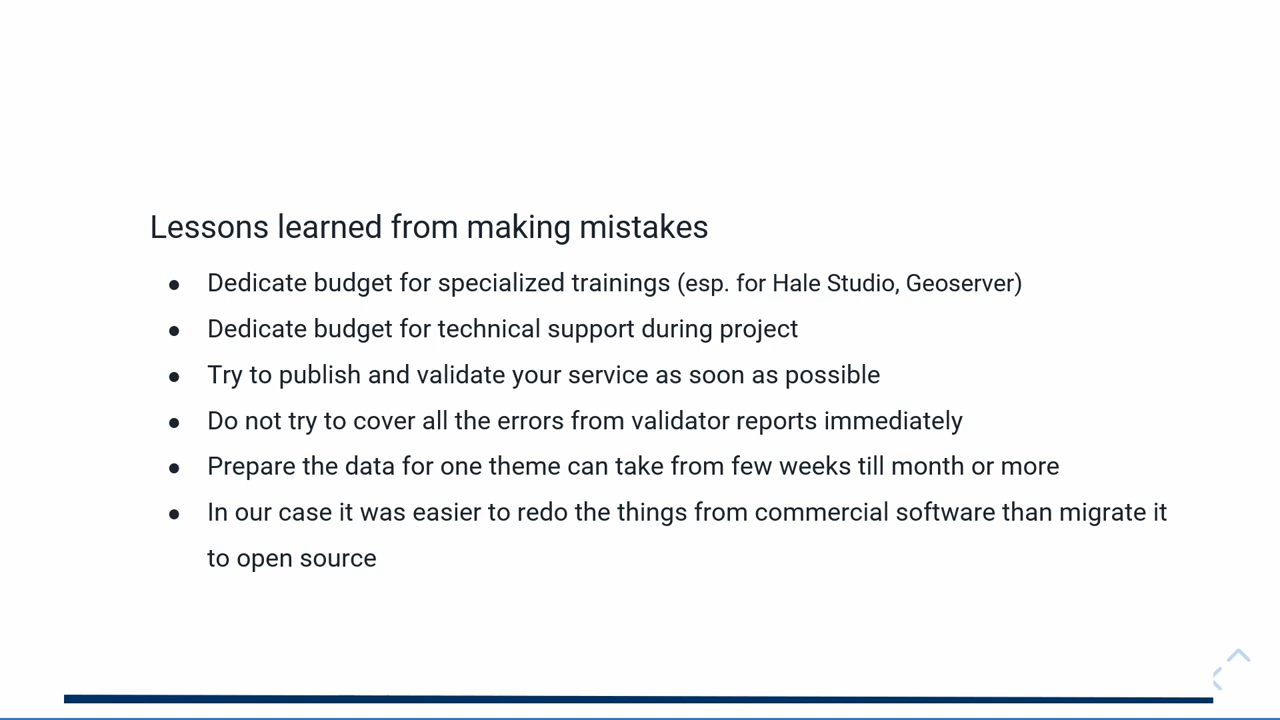 Lessons learned from making mistakes
● Dedicate budget for specialized trainings (esp. for Hale Studio, Geoserver)
● Dedicate budget for technical support during project
● Try to publish and validate your service as soon as possible
● Do not try to cover all the errors from validator reports immediately
● Prepare the data for one theme can take from few weeks till month or more
● In our case it was easier to redo the things from commercial software than migrate it
to open source